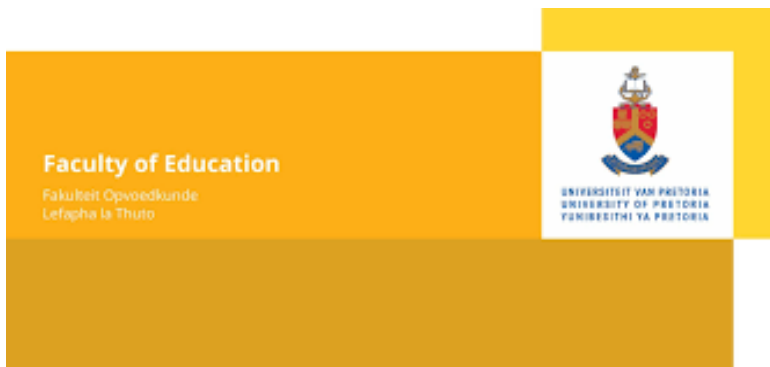 Faculty of Education
Fakulteit Opvoedkunde
Lefapha la Thuto
UNIVERSITEIT VAN PRETORIA
UNIVERSITY OF PRETORIA
YUNIBESITHI YA PRETORIA